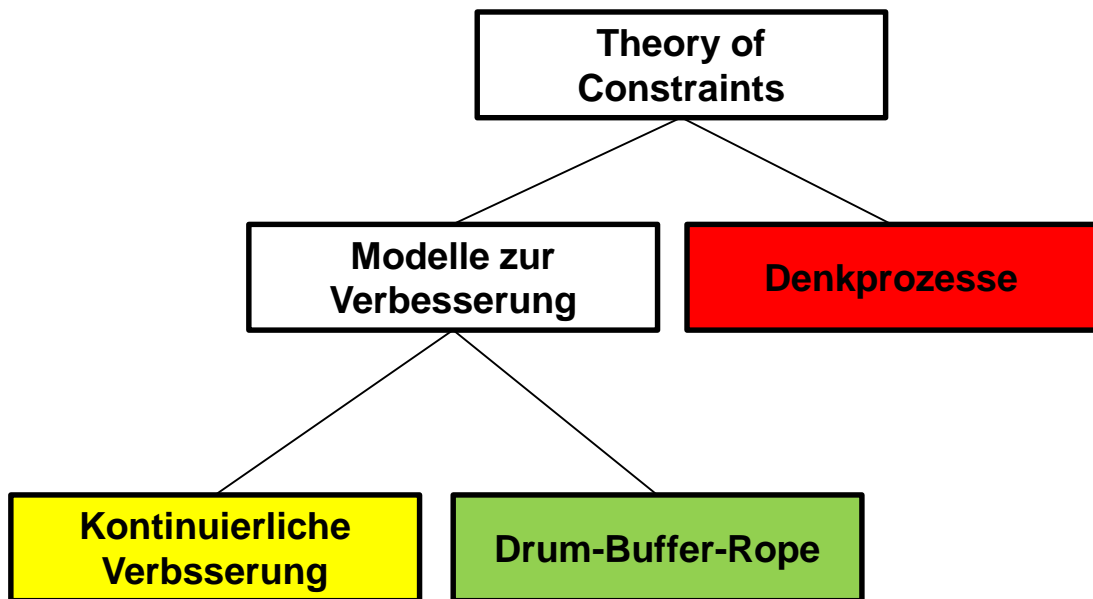 Theory of
Constraints
Modelle zur
Verbesserung
Denkprozesse
Kontinuierliche
Verbsserung
Drum-Buffer-Rope